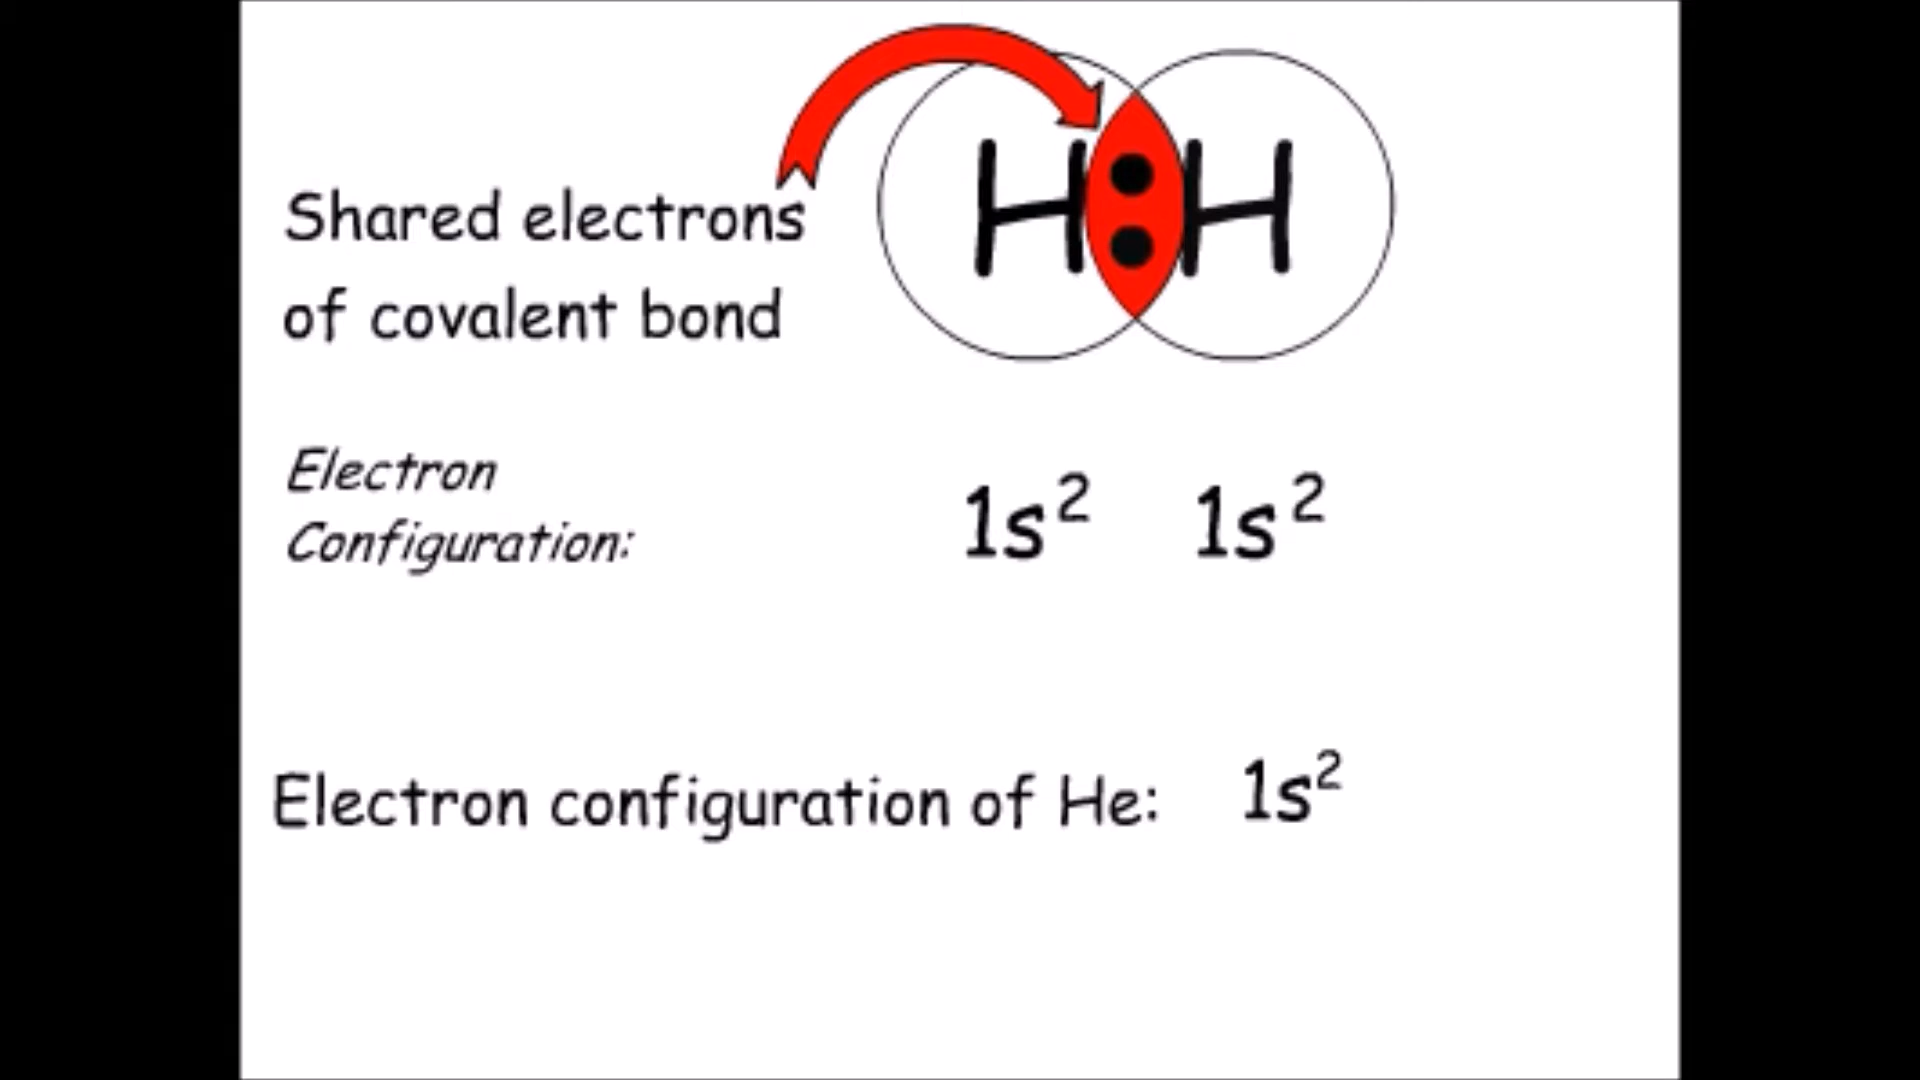 H:H
Shared electrons
of covalent bond
Electron
Configuration:
1s² 1s²
Electron configuration of He: 1s²